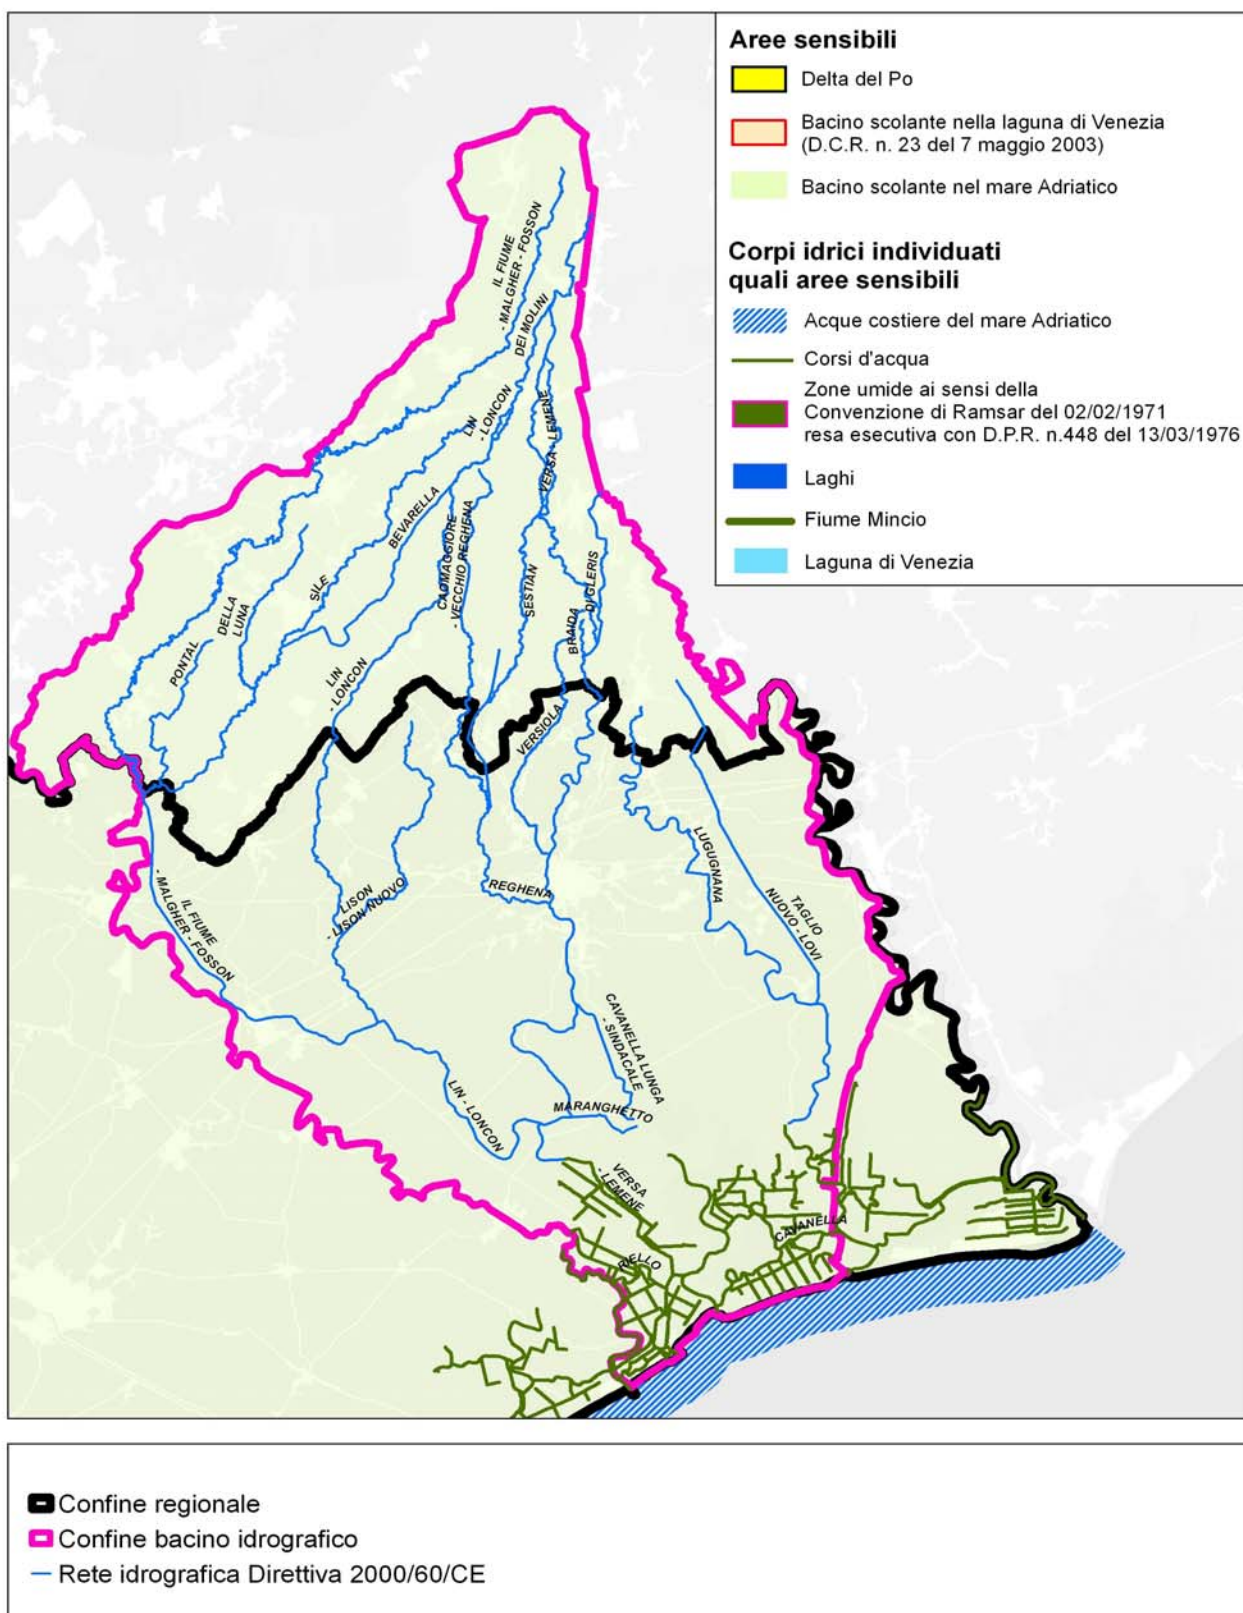 Aree sensibili
Delta del Po
Bacino scolante nella laguna di Venezia
(D.C.R. n. 23 del 7 maggio 2003)
Bacino scolante nel mare Adriatico
Corpi idrici individuati
quali aree sensibili
Acque costiere del mare Adriatico
Corsi d'acqua
Zone umide ai sensi della
Convenzione di Ramsar del 02/02/1971
resa esecutiva con D.P.R. n.448 del 13/03/1976
Laghi
Fiume Mincio
Laguna di Venezia
IL FIUME
- MALGHER - FOSSON
DEI MOLINI
LIN
- LONCON
VERSA - LEMENE
BEVARELLA
CAOMAGGIORE
- VECCHIO REGHENA
SESTIAN
DI GLERIS
BRAIDA
SILE
DELLA
LUNA
PONTAL
LIN
- LONCON
VERSIOLA
LUGUGNANA
TAGLIO
NUOVO - LOVI
LISON
- LISON NUOVO
REGHENA
IL FIUME
- MALGHER - FOSSON
CAVANELLA LUNGA
- SINDACALE
LIN - LONCON
MARANGHETTO
VERSA
- LEMENE
CAVANELLA
RIELLO
Confine regionale
Confine bacino idrografico
Rete idrografica Direttiva 2000/60/CE